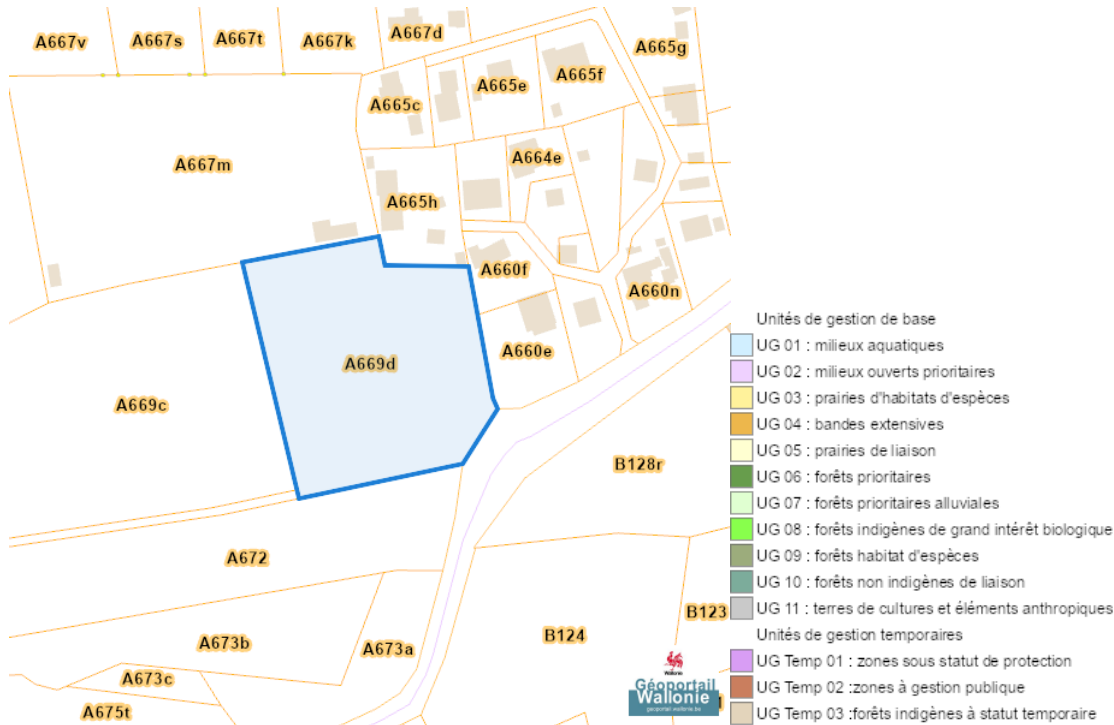 A667v
A667s
A667t
A667k
A667d
A665g
A665c
A665e
A665f
A667m
A664e
A665h
A660f
A660n
A669d
A660e
A669c
B128r
A672
A673b
A673a
B124
B123
A673c
A675t
Wallonie
Géoportail
Wallonie
geoportail.wallonie.be
Unités de gestion de base
UG 01 : milieux aquatiques
UG 02 : milieux ouverts prioritaires
UG 03 : prairies d'habitats d'espèces
UG 04 : bandes extensives
UG 05 : prairies de liaison
UG 06 : forêts prioritaires
UG 07 : forêts prioritaires alluviales
UG 08 : forêts indigènes de grand intérêt biologique
UG 09 : forêts habitat d'espèces
UG 10 : forêts non indigènes de liaison
UG 11 : terres de cultures et éléments anthropiques
Unités de gestion temporaires
UG Temp 01 : zones sous statut de protection
UG Temp 02 :zones à gestion publique
UG Temp 03 :forêts indigènes à statut temporaire